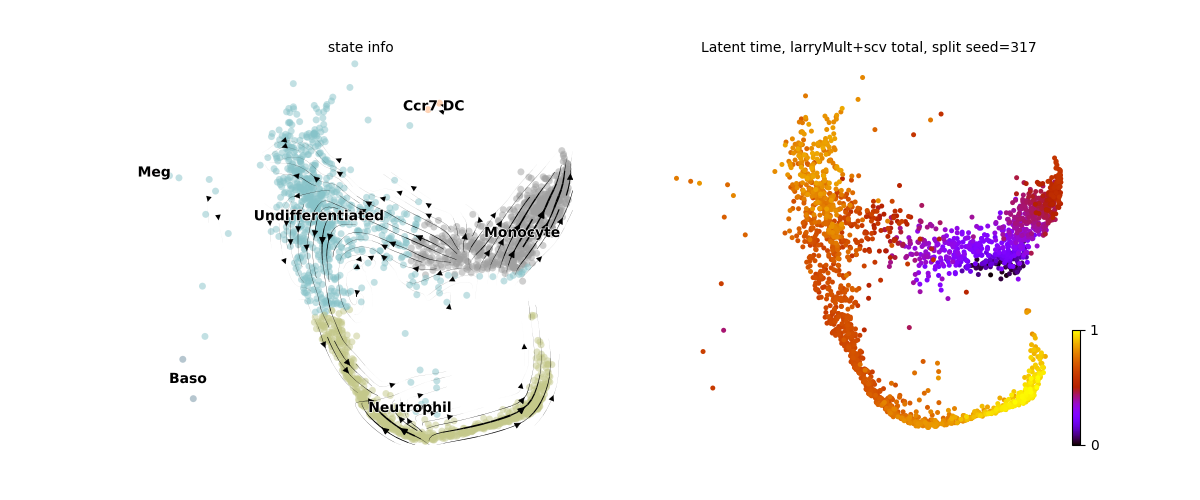 state info
Latent time, larryMult+scv total, split seed=317
Ccr7 DC
Meg
Undifferentiated
Monocyte
Baso
Neutrophil
1
0